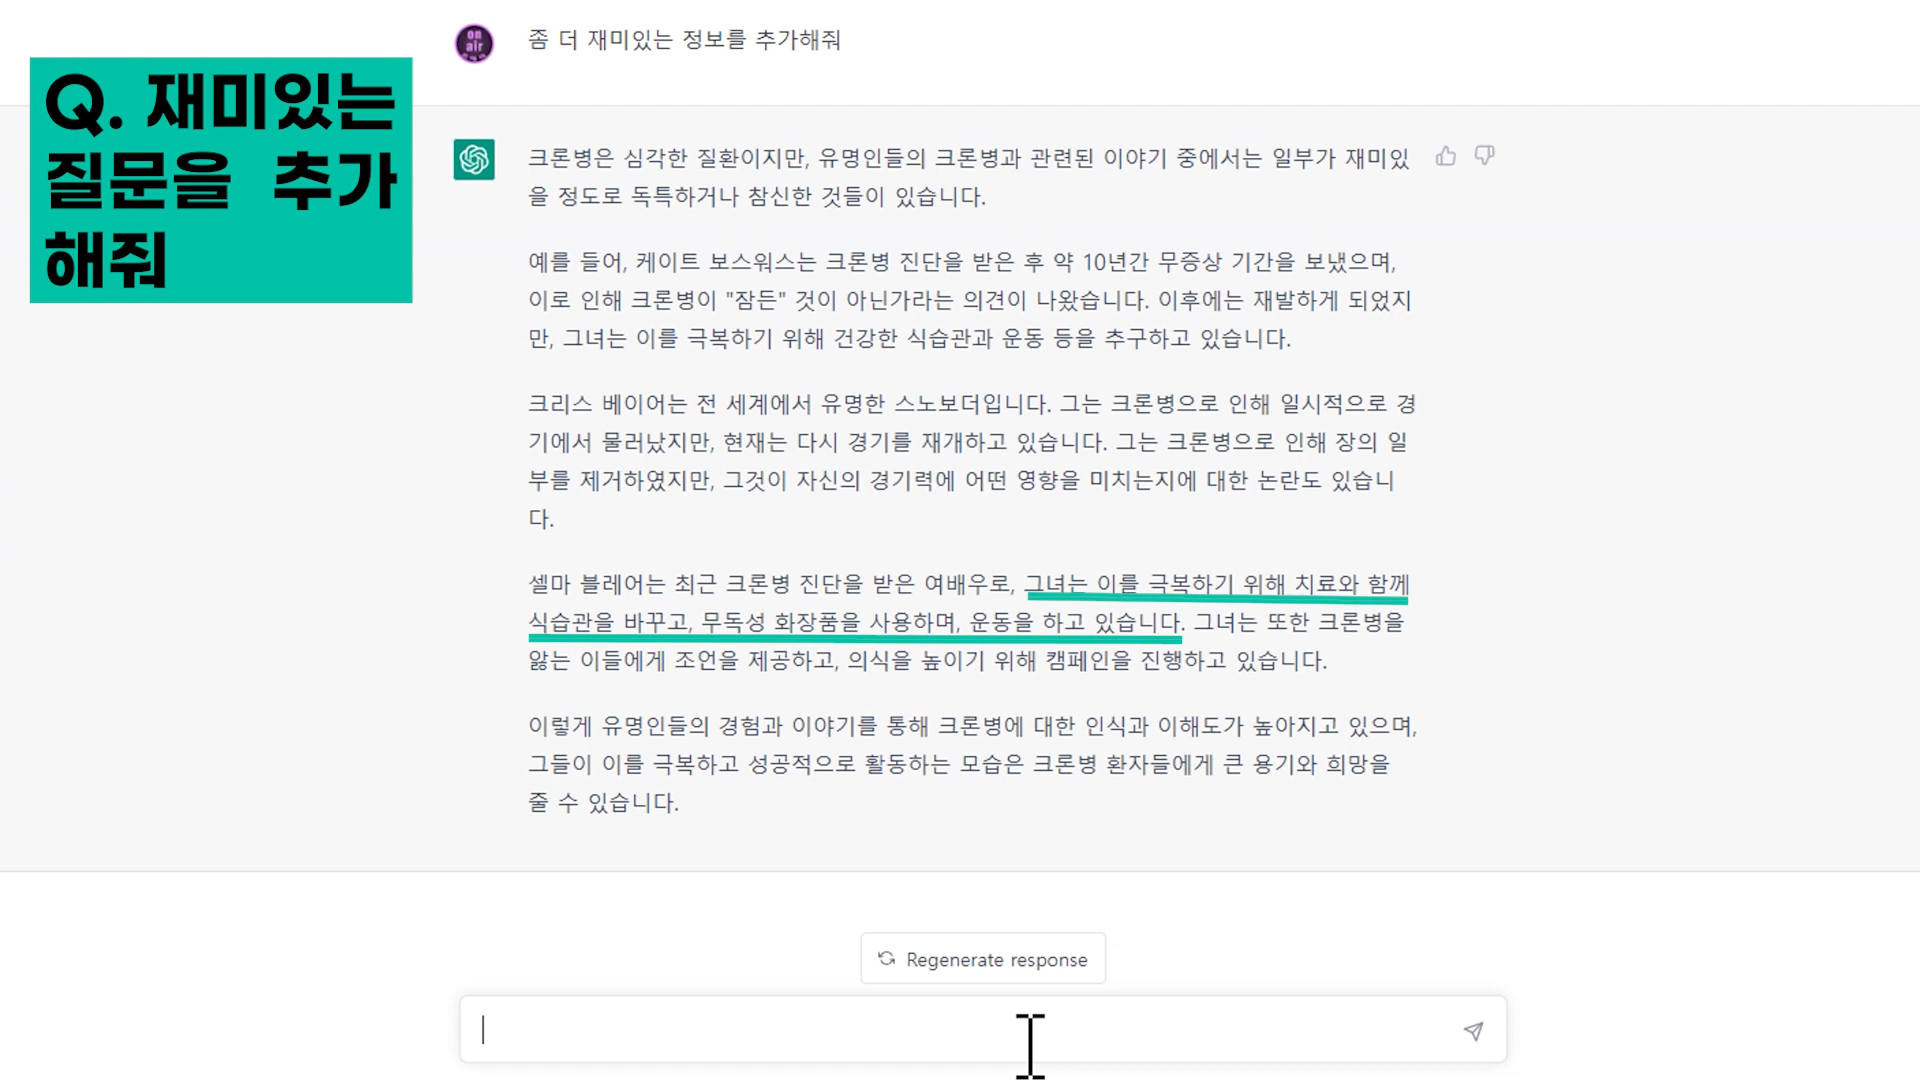 on
air
좀 더 재미있는 정보를 추가해줘
Q. 재미있는
질문을 추가
해줘
크론병은 심각한 질환이지만, 유명인들의 크론병과 관련된 이야기 중에서는 일부가 재미있
을 정도로 독특하거나 참신한 것들이 있습니다.
예를 들어, 케이트 보스워스는 크론병 진단을 받은 후 약 10년간 무증상 기간을 보냈으며,
이로 인해 크론병이 "잠든" 것이 아닌가라는 의견이 나왔습니다. 이후에는 재발하게 되었지
만, 그녀는 이를 극복하기 위해 건강한 식습관과 운동 등을 추구하고 있습니다.
크리스 베이어는 전 세계에서 유명한 스노보더입니다. 그는 크론병으로 인해 일시적으로 경
기에서 물러났지만, 현재는 다시 경기를 재개하고 있습니다. 그는 크론병으로 인해 장의 일
부를 제거하였지만, 그것이 자신의 경기력에 어떤 영향을 미치는지에 대한 논란도 있습니
다.
셀마 블레어는 최근 크론병 진단을 받은 여배우로, 그녀는 이를 극복하기 위해 치료와 함께
식습관을 바꾸고, 무독성 화장품을 사용하며, 운동을 하고 있습니다. 그녀는 또한 크론병을
앓는 이들에게 조언을 제공하고, 의식을 높이기 위해 캠페인을 진행하고 있습니다.
이렇게 유명인들의 경험과 이야기를 통해 크론병에 대한 인식과 이해도가 높아지고 있으며,
그들이 이를 극복하고 성공적으로 활동하는 모습은 크론병 환자들에게 큰 용기와 희망을
줄 수 있습니다.
Regenerate response